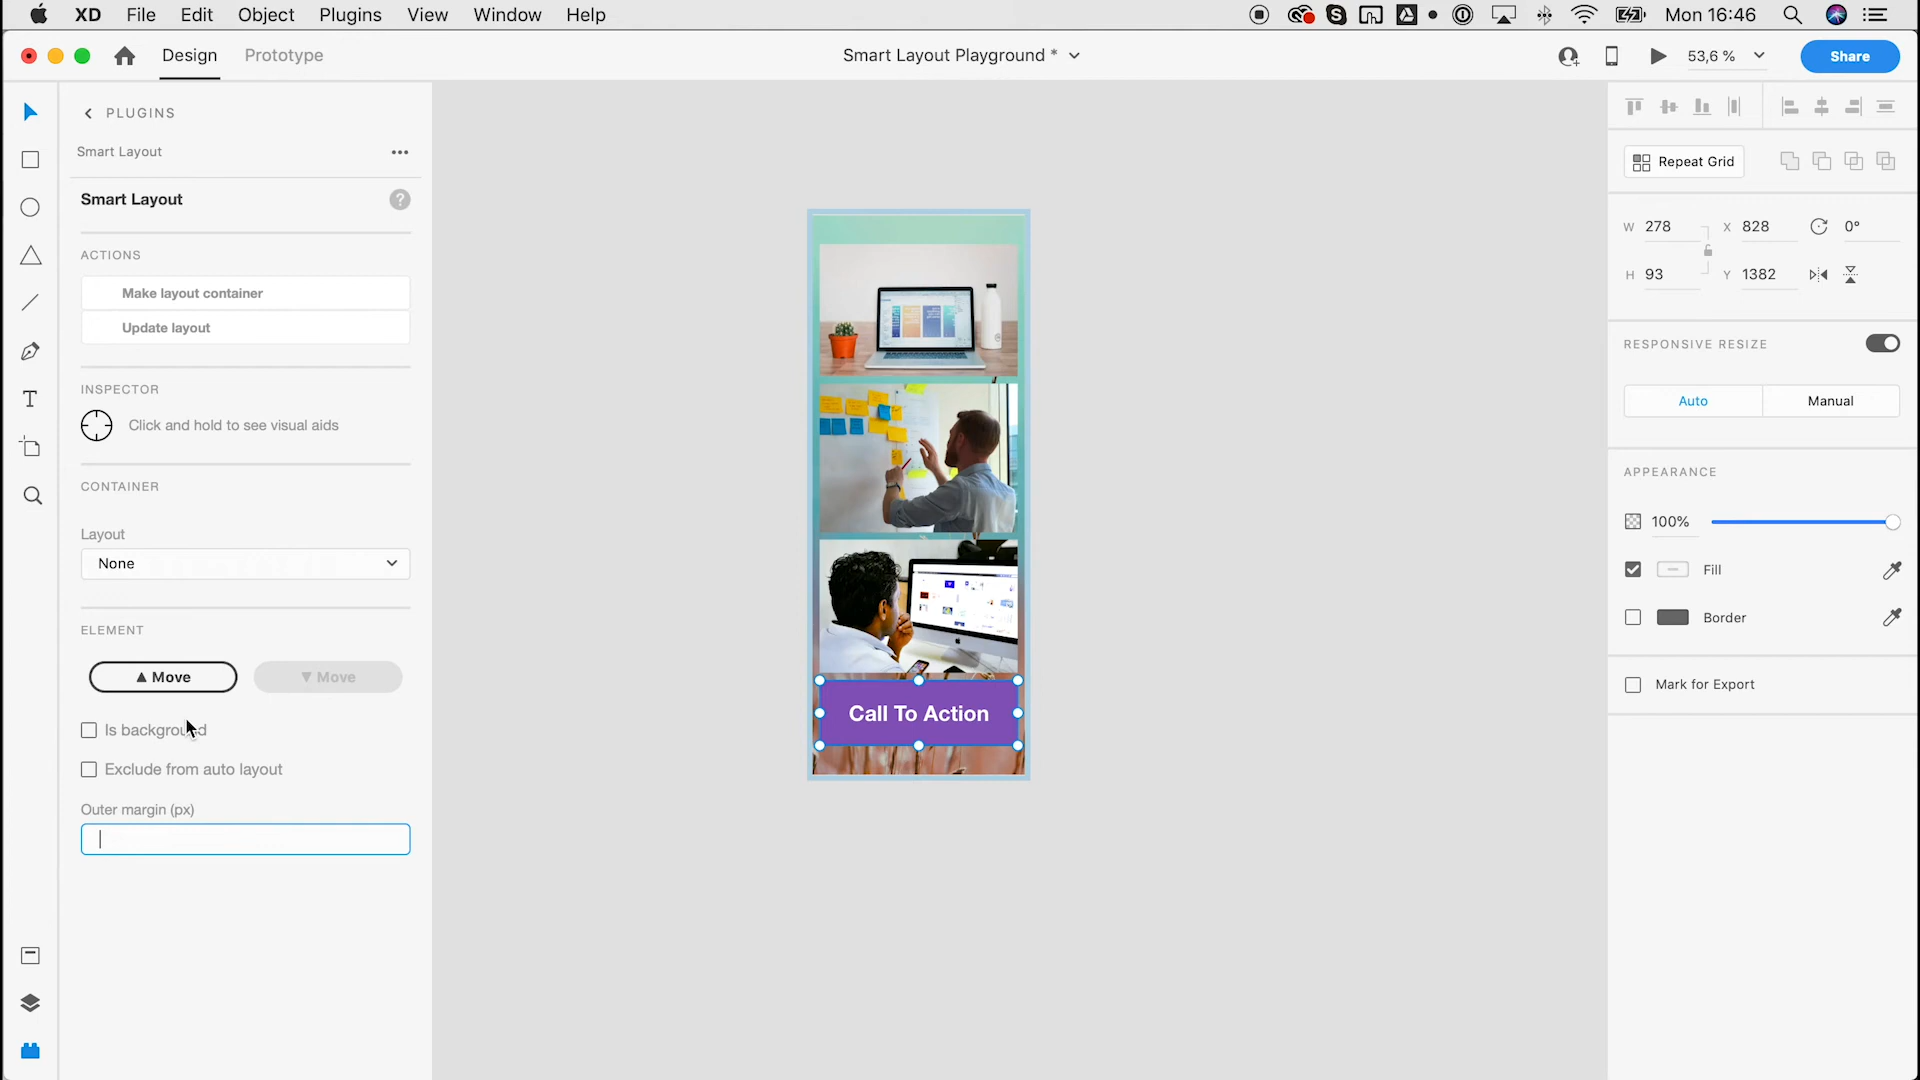 XD File Edit Object Plugins View Window Help Mon 16:46
Design Prototype Smart Layout Playground * 53,6 % Share
PLUGINS
Smart Layout
Smart Layout ?
ACTIONS
Make layout container
Update layout
INSPECTOR
Click and hold to see visual aids
CONTAINER
Layout
None
ELEMENT
▲ Move ▼ Move
Is background
Exclude from auto layout
Outer margin (px)
Call To Action
Repeat Grid
W 278 X 828 0°
H 93 Y 1382
RESPONSIVE RESIZE
Auto Manual
APPEARANCE
100%
Fill
Border
Mark for Export